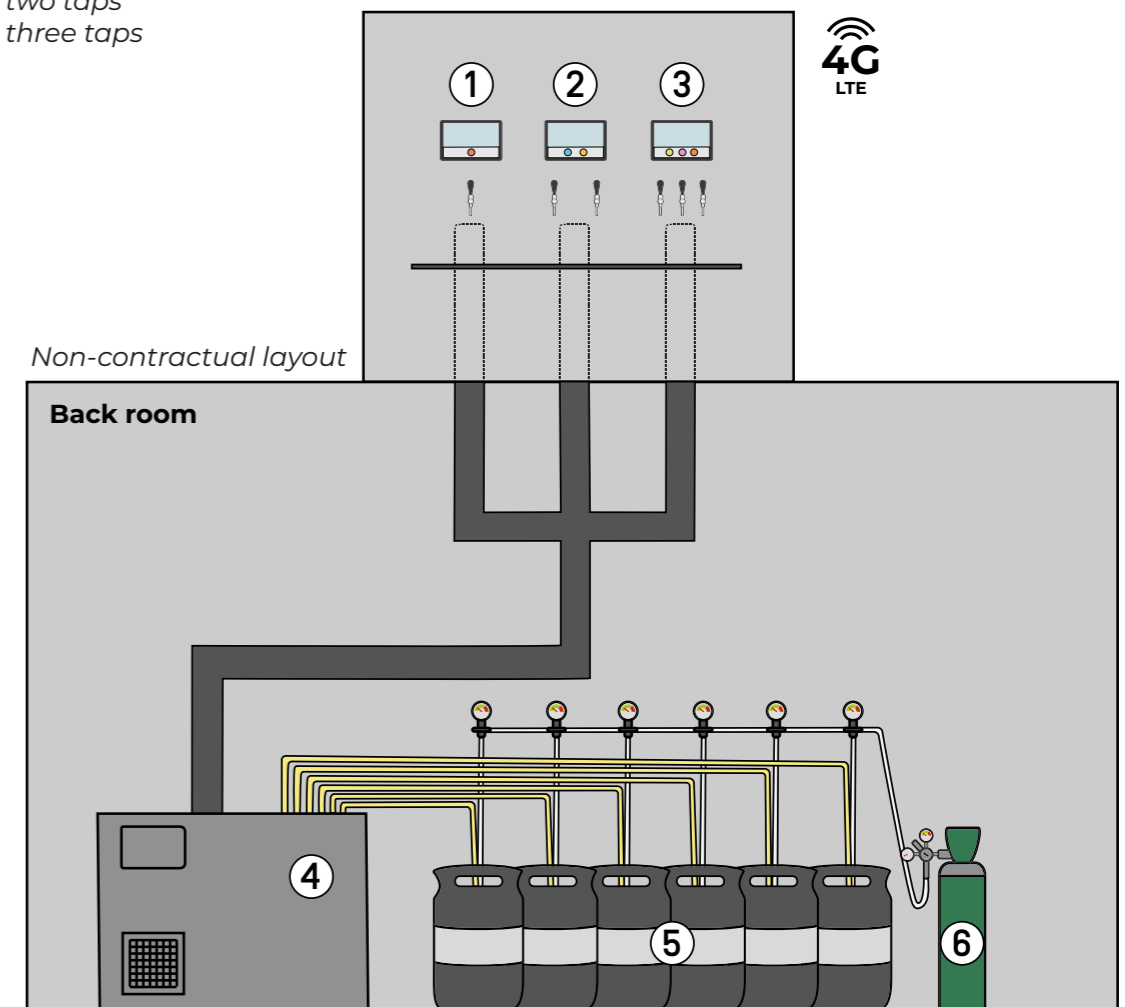 two taps
three taps
4G
LTE
1 2 3
Non-contractual layout
Back room
4
5
6